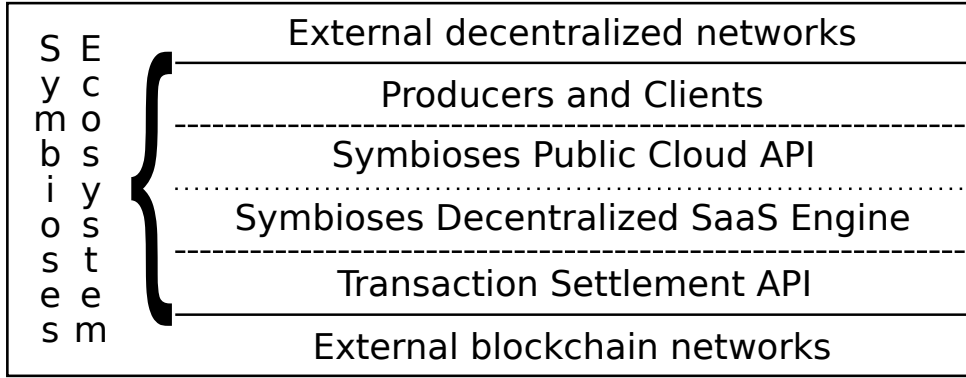 Symbioses
Ecosystem
External decentralized networks
Producers and Clients
Symbioses Public Cloud API
Symbioses Decentralized SaaS Engine
Transaction Settlement API
External blockchain networks